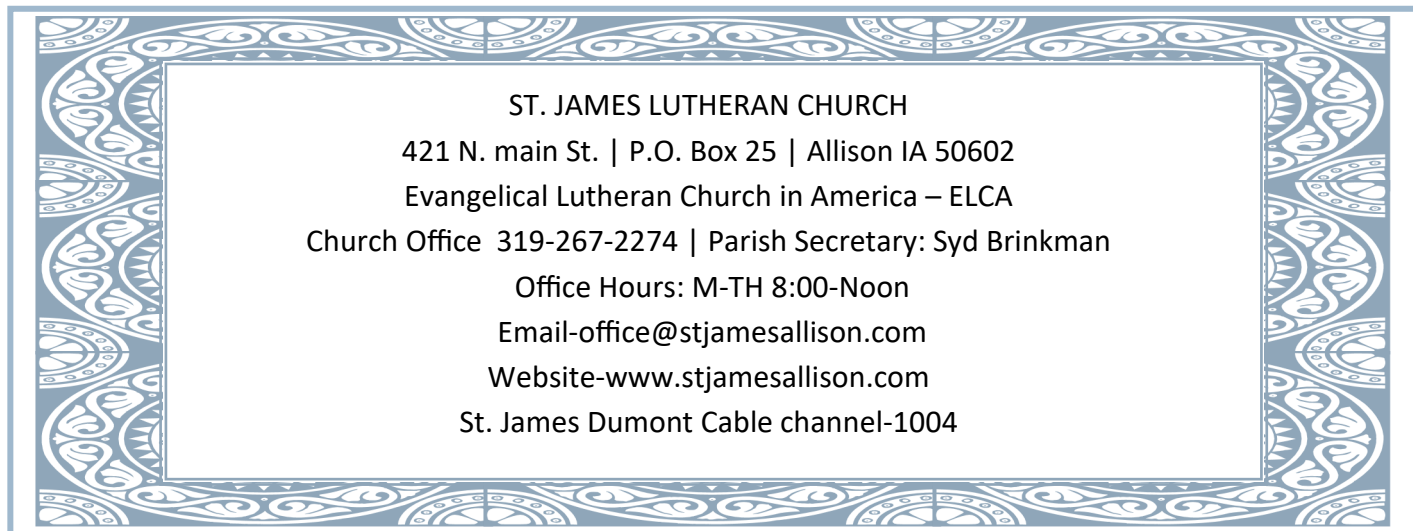 ST. JAMES LUTHERAN CHURCH
421 N. main St. | P.O. Box 25 | Allison IA 50602
Evangelical Lutheran Church in America – ELCA
Church Office  319-267-2274 | Parish Secretary: Syd Brinkman
Office Hours: M-TH 8:00-Noon
Email-office@stjamesallison.com
Website-www.stjamesallison.com
St. James Dumont Cable channel-1004